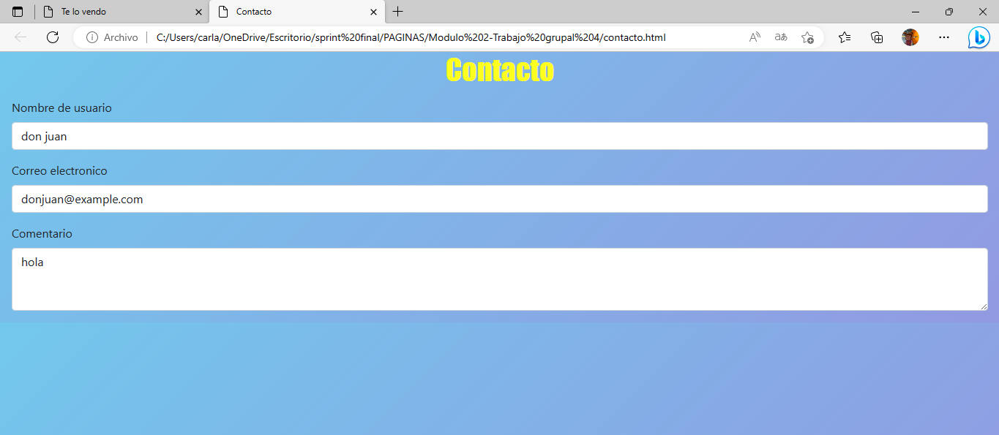 Te lo vendo
Contacto
Archivo
C:/Users/carla/OneDrive/Escritorio/sprint%20final/PAGINAS/Modulo%202-Trabajo%20grupal%204/contacto.html
Contacto
Nombre de usuario
don juan
Correo electronico
donjuan@example.com
Comentario
hola